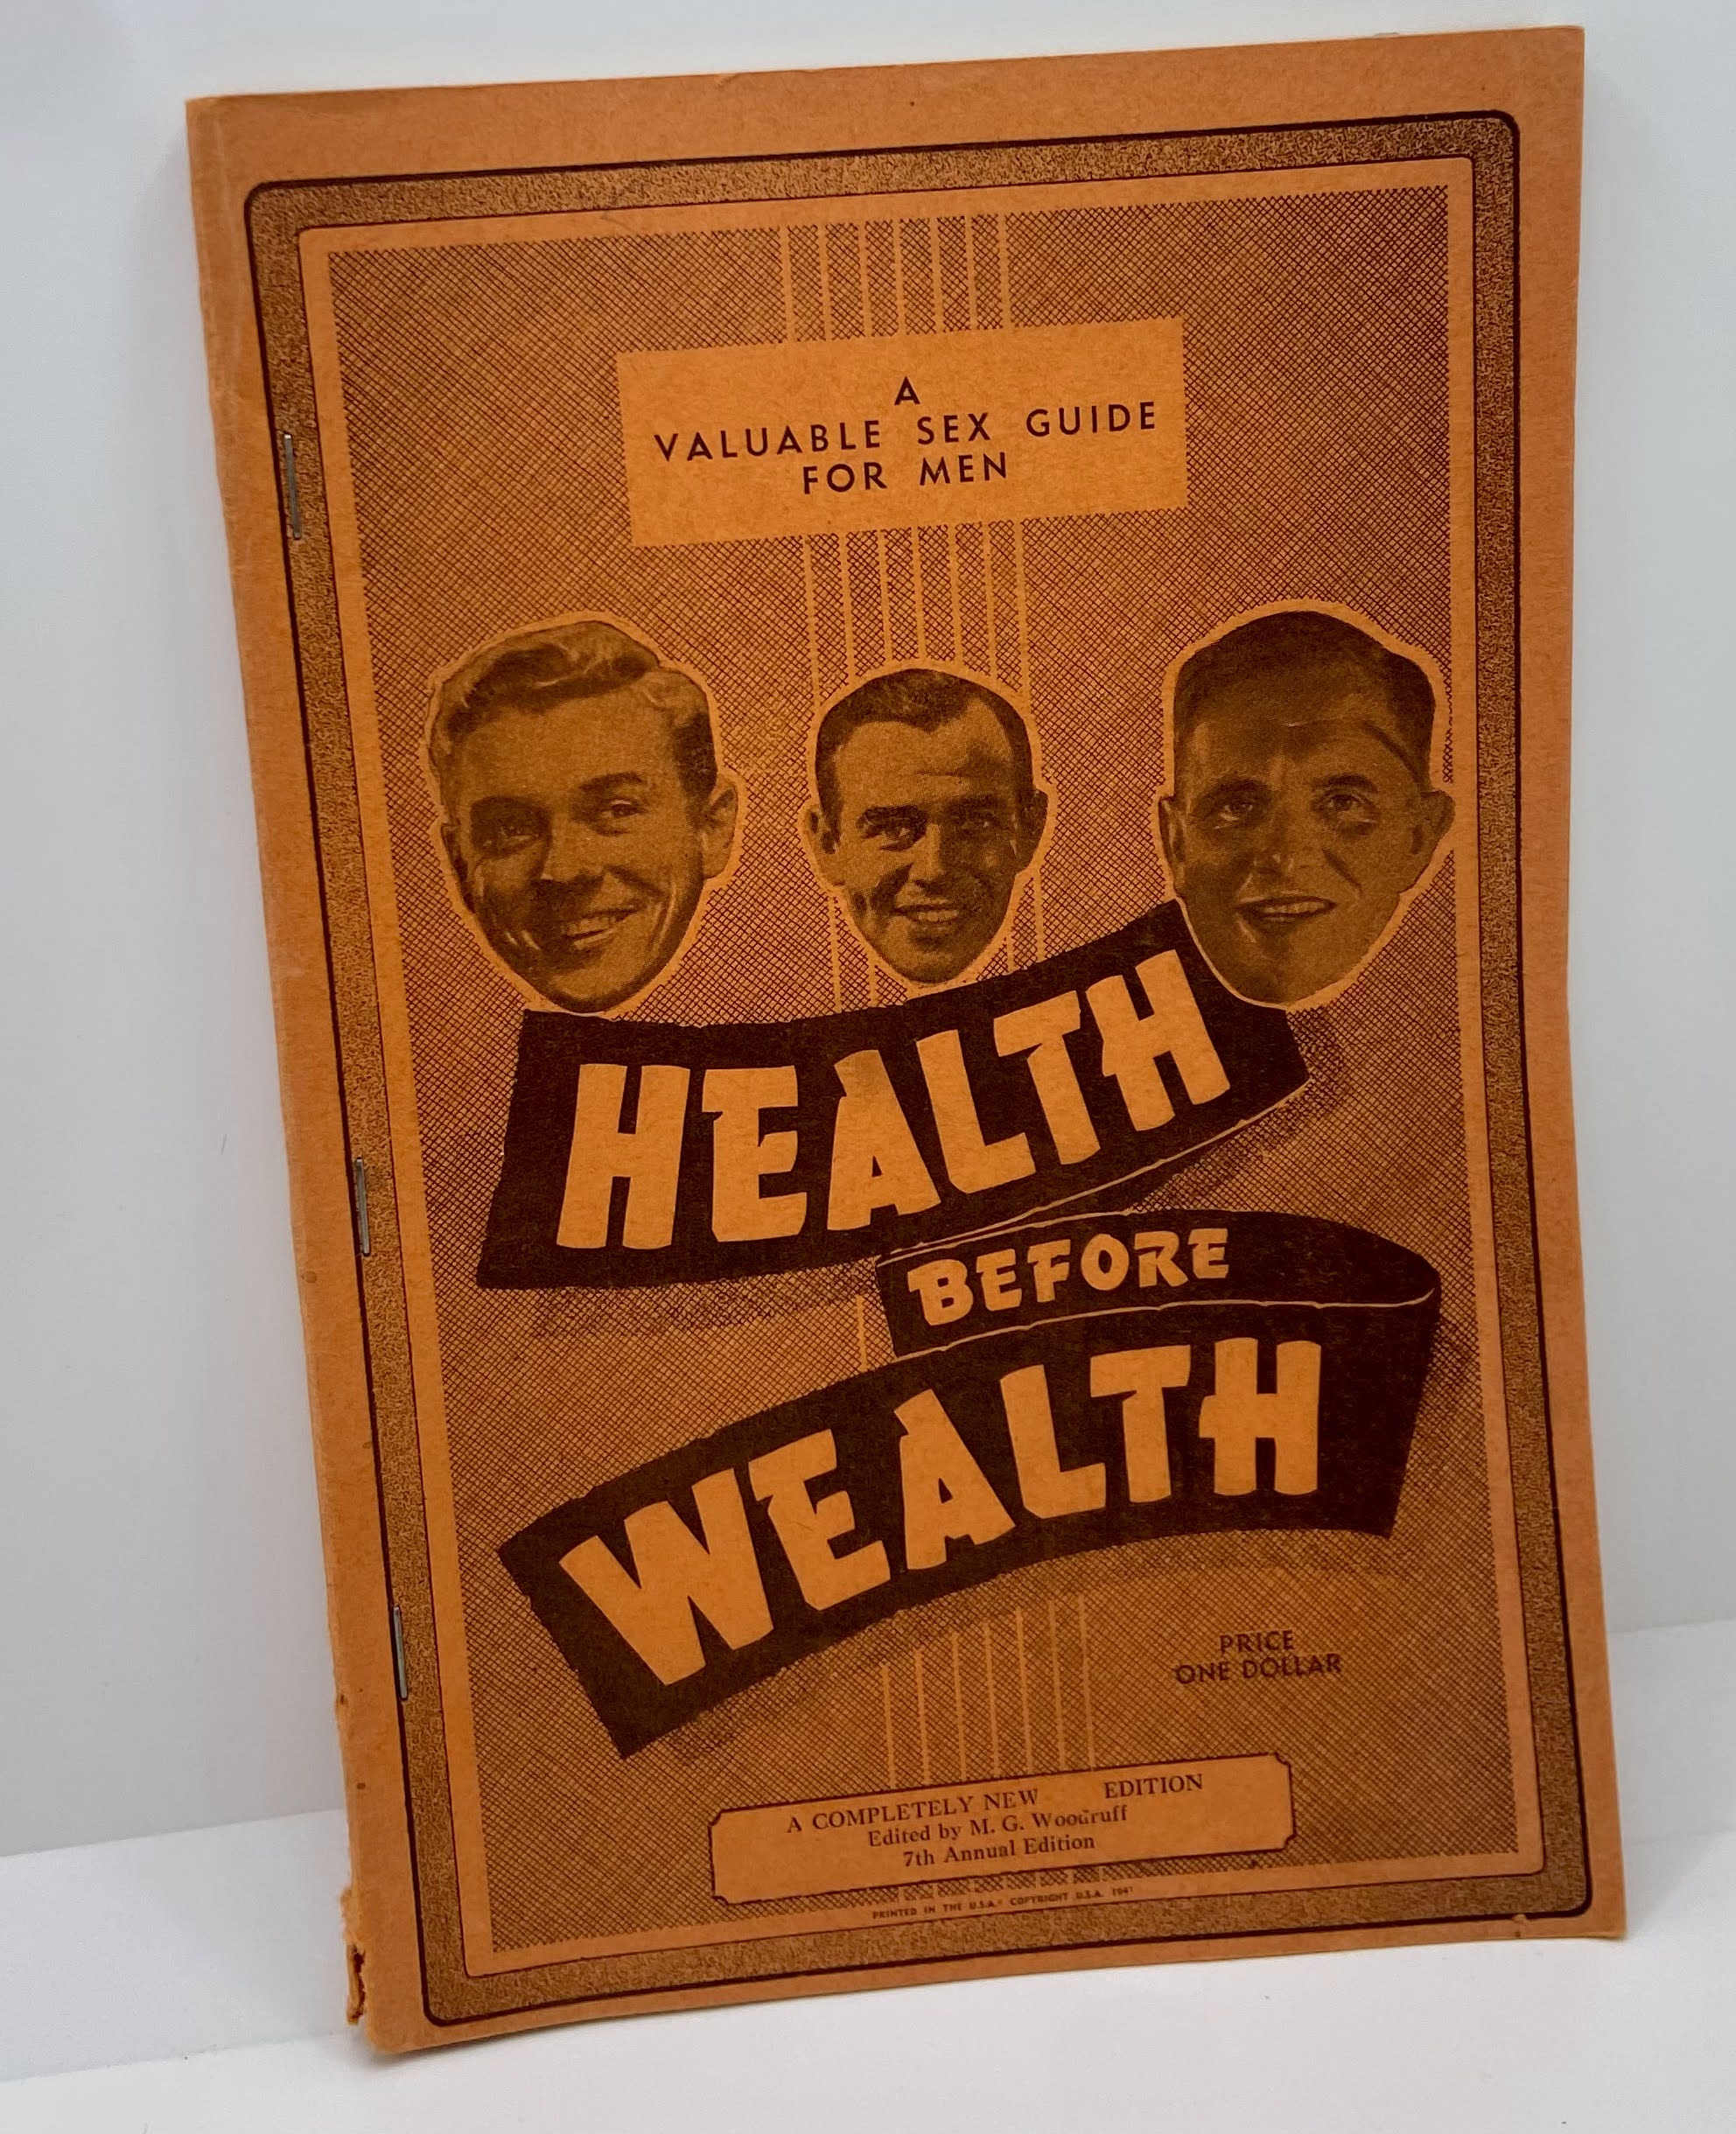 A
VALUABLE SEX GUIDE
FOR MEN
HEALTH
BEFORE
WEALTH
PRICE
ONE DOLLAR
A COMPLETELY NEW EDITION
Edited by M. G. Woodruff
7th Annual Edition
PRINTED IN THE U.S.A. COPYRIGHT U.S.A.